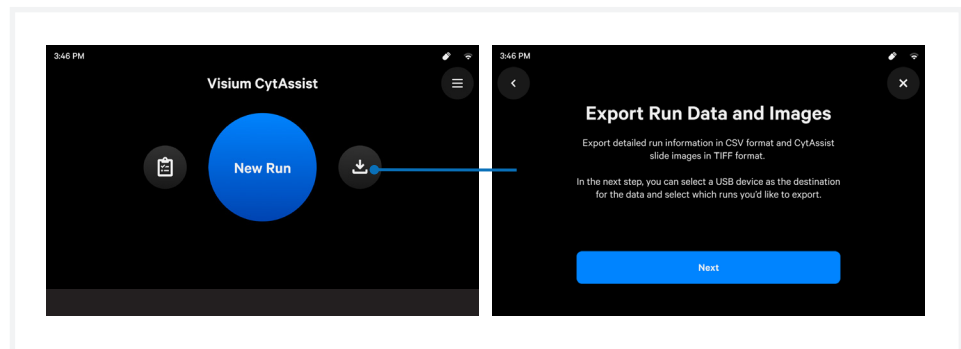 3:46 PM
Visium CytAssist
New Run
3:46 PM
Export Run Data and Images
Export detailed run information in CSV format and CytAssist
slide images in TIFF format.
In the next step, you can select a USB device as the destination
for the data and select which runs you'd like to export.
Next